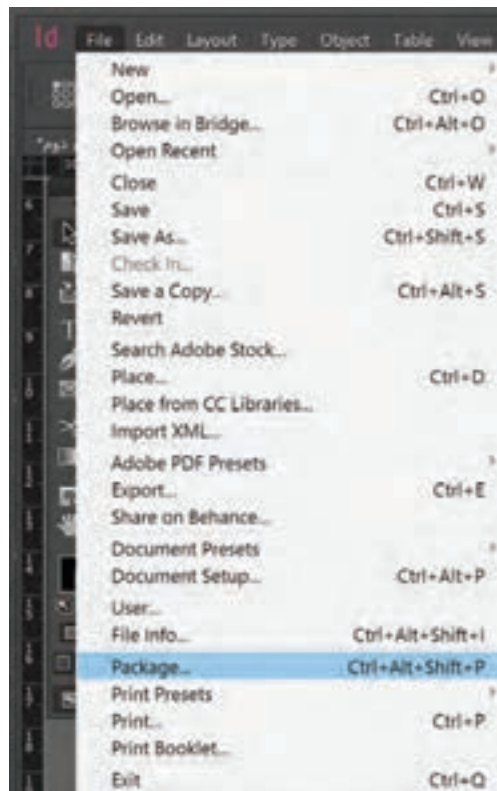 Id File Edit Layout Type Object Table View
New
Open... Ctrl+O
Browse in Bridge... Ctrl+Alt+O
Open Recent
Close Ctrl+W
Save Ctrl+S
Save As... Ctrl+Shift+S
Check In...
Save a Copy... Ctrl+Alt+S
Revert
Search Adobe Stock...
Place... Ctrl+D
Place from CC Libraries...
Import XML...
Adobe PDF Presets
Export... Ctrl+E
Share on Behance...
Document Presets
Document Setup... Ctrl+Alt+P
User...
File Info... Ctrl+Alt+Shift+I
Package... Ctrl+Alt+Shift+P
Print Presets
Print... Ctrl+P
Print Booklet...
Exit Ctrl+Q